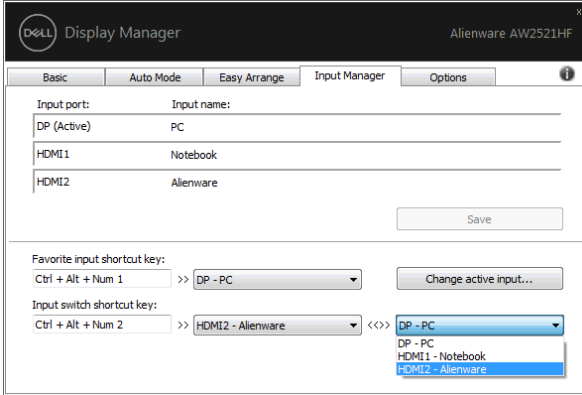 DELL Display Manager Alienware AW2521HF
Basic Auto Mode Easy Arrange Input Manager Options
Input port: Input name:
DP (Active) PC
HDMI1 Notebook
HDMI2 Alienware
Save
Favorite input shortcut key:
Ctrl + Alt + Num 1 >> DP - PC Change active input...
Input switch shortcut key:
Ctrl + Alt + Num 2 >> HDMI2 - Alienware <<>> DP - PC
DP - PC
HDMI1 - Notebook
HDMI2 - Alienware